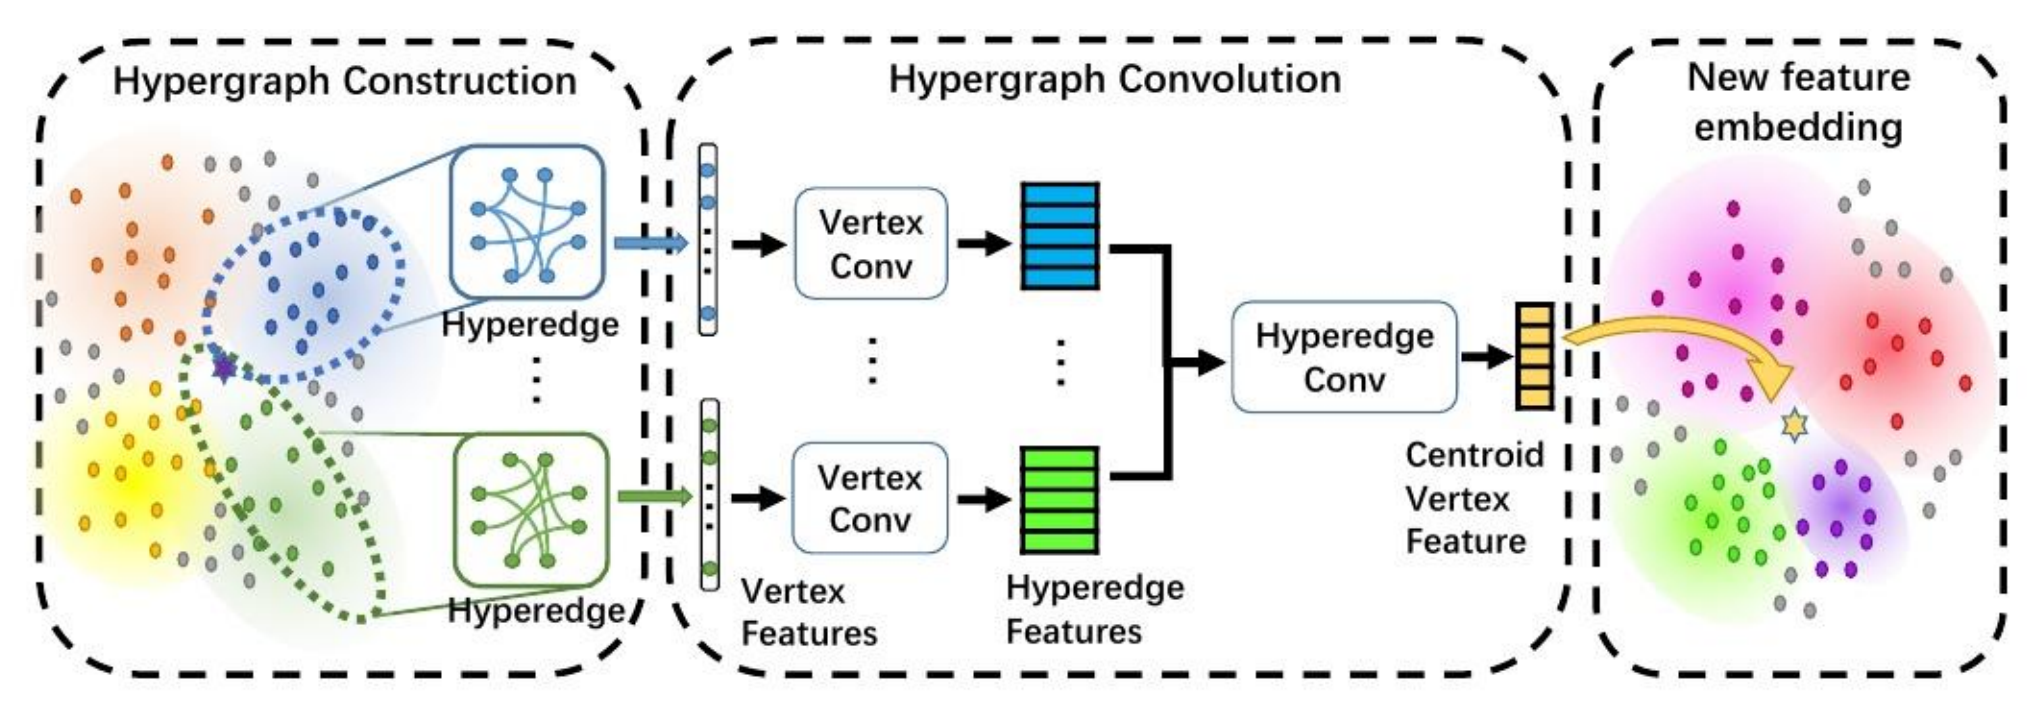 Hypergraph Construction
Hyperedge
Hyperedge
Hypergraph Convolution
Vertex
Conv
Vertex
Conv
Vertex
Features
Hyperedge
Features
Hyperedge
Conv
Centroid
Vertex
Feature
New feature
embedding